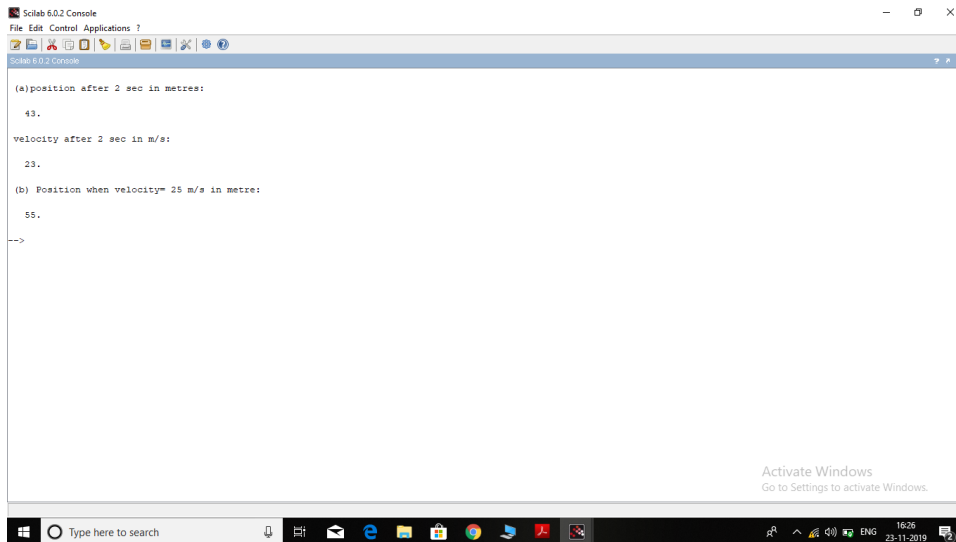 Scilab 6.0.2 Console
File Edit Control Applications ?
Scilab 6.0.2 Console
(a)position after 2 sec in metres:
43.
velocity after 2 sec in m/s:
23.
(b) Position when velocity= 25 m/s in metre:
55.
-->
Activate Windows
Go to Settings to activate Windows.
Type here to search
ENG
16:26
23-11-2019
2